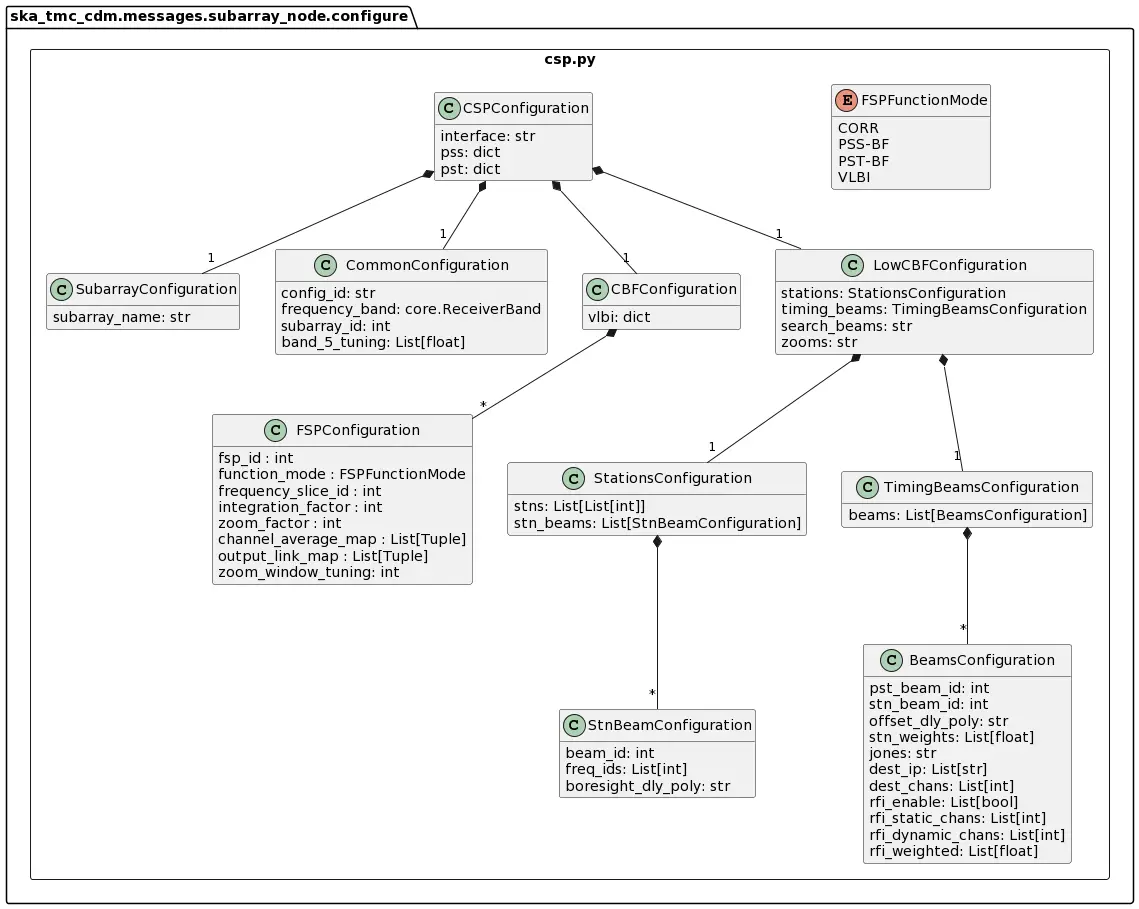 ska_tmc_cdm.messages.subarray_node.configure
csp.py
C CSPConfiguration
interface: str
pss: dict
pst: dict
E FSPFunctionMode
CORR
PSS-BF
PST-BF
VLBI
1
1
1
1
C SubarrayConfiguration
subarray_name: str
C CommonConfiguration
config_id: str
frequency_band: core.ReceiverBand
subarray_id: int
band_5_tuning: List[float]
C CBFConfiguration
vlbi: dict
C LowCBFConfiguration
stations: StationsConfiguration
timing_beams: TimingBeamsConfiguration
search_beams: str
zooms: str
*
1
1
C FSPConfiguration
fsp_id : int
function_mode : FSPFunctionMode
frequency_slice_id : int
integration_factor : int
zoom_factor : int
channel_average_map : List[Tuple]
output_link_map : List[Tuple]
zoom_window_tuning: int
C StationsConfiguration
stns: List[List[int]]
stn_beams: List[StnBeamConfiguration]
C TimingBeamsConfiguration
beams: List[BeamsConfiguration]
*
*
C StnBeamConfiguration
beam_id: int
freq_ids: List[int]
boresight_dly_poly: str
C BeamsConfiguration
pst_beam_id: int
stn_beam_id: int
offset_dly_poly: str
stn_weights: List[float]
jones: str
dest_ip: List[str]
dest_chans: List[int]
rfi_enable: List[bool]
rfi_static_chans: List[int]
rfi_dynamic_chans: List[int]
rfi_weighted: List[float]